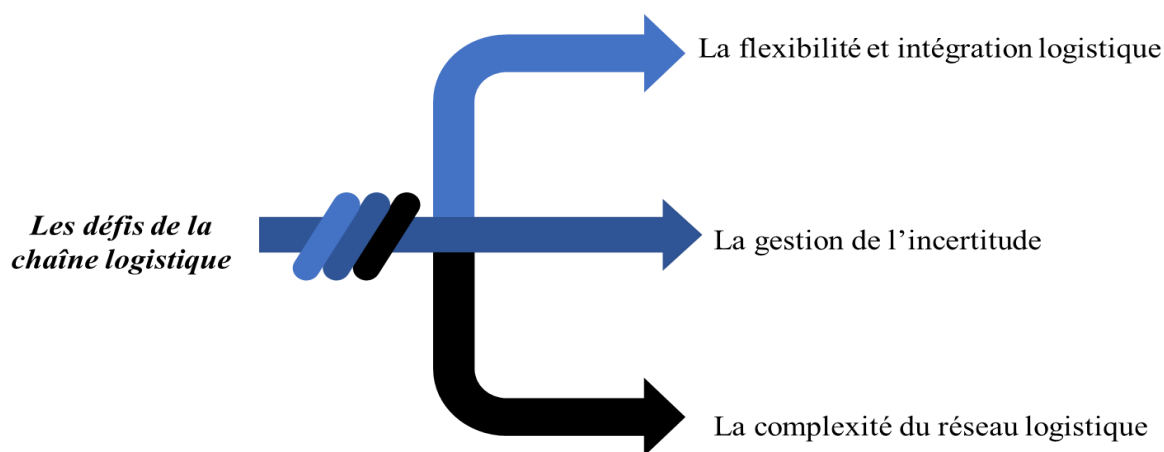 La flexibilité et intégration logistique
Les défis de la
chaîne logistique
La gestion de l’incertitude
La complexité du réseau logistique